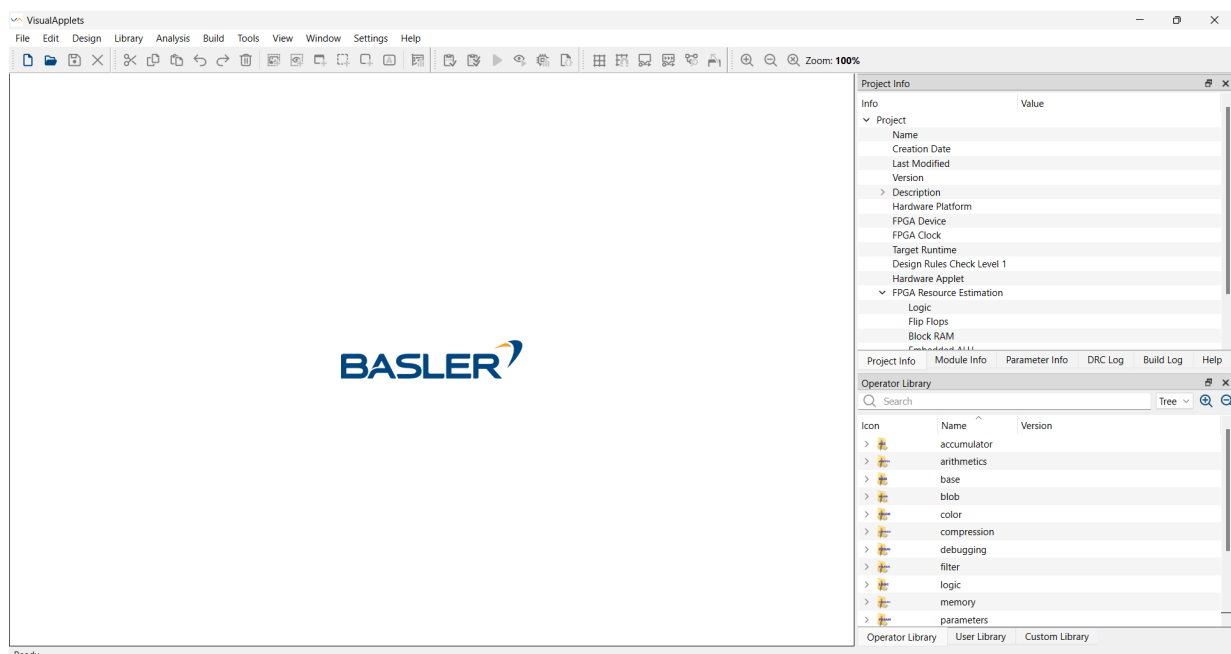 VisualApplets
File Edit Design Library Analysis Build Tools View Window Settings Help
Zoom: 100%
BASLER
Project Info
Info Value
Project
Name
Creation Date
Last Modified
Version
Description
Hardware Platform
FPGA Device
FPGA Clock
Target Runtime
Design Rules Check Level 1
Hardware Applet
FPGA Resource Estimation
Logic
Flip Flops
Block RAM
Embedded ALU
Project Info Module Info Parameter Info DRC Log Build Log Help
Operator Library
Search Tree
Icon Name Version
accumulator
arithmetics
base
blob
color
compression
debugging
filter
logic
memory
parameters
Operator Library User Library Custom Library
Ready